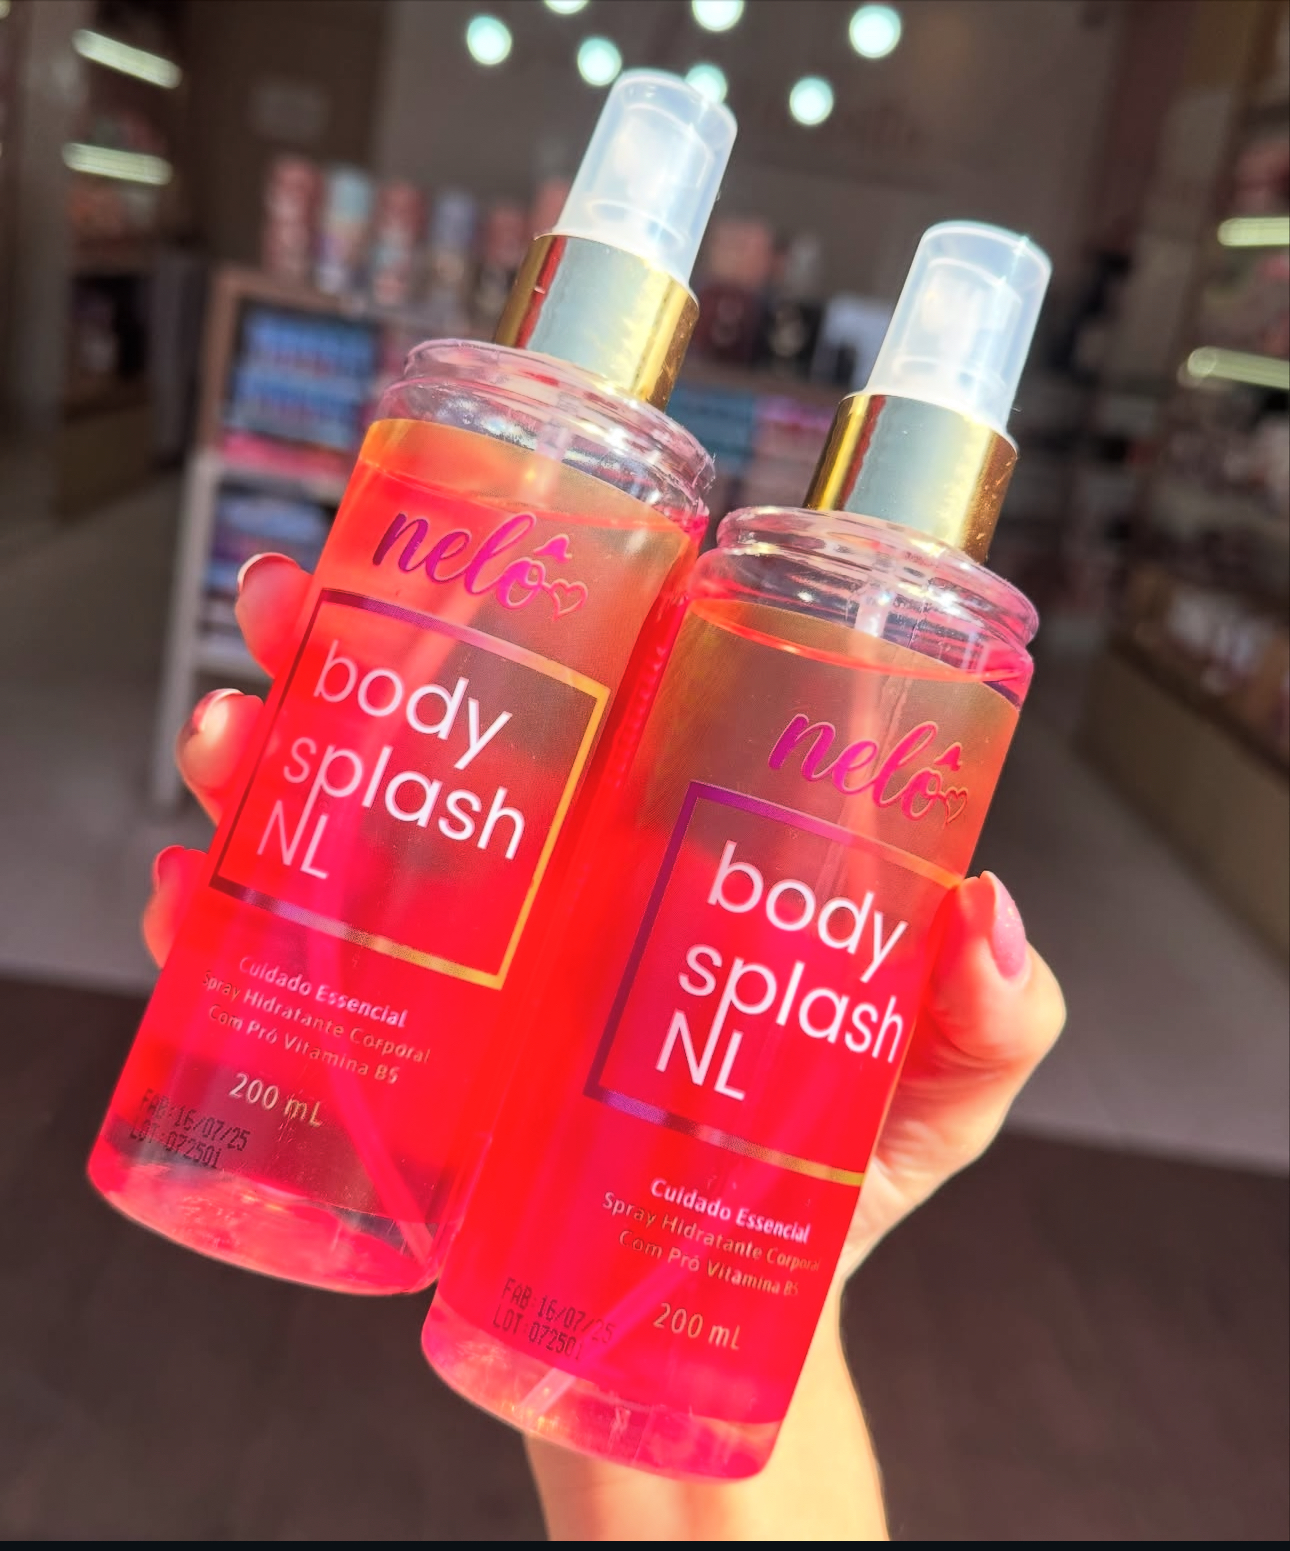 nelô
body
splash
NL
Cuidado Essencial
Spray Hidratante Corporal
Com Pró Vitamina B5
200 mL
FAB:16/07/25
LOT:072501
nelô
body
splash
NL
Cuidado Essencial
Spray Hidratante Corporal
Com Pró Vitamina B5
200 mL
FAB:16/07/25
LOT:072501